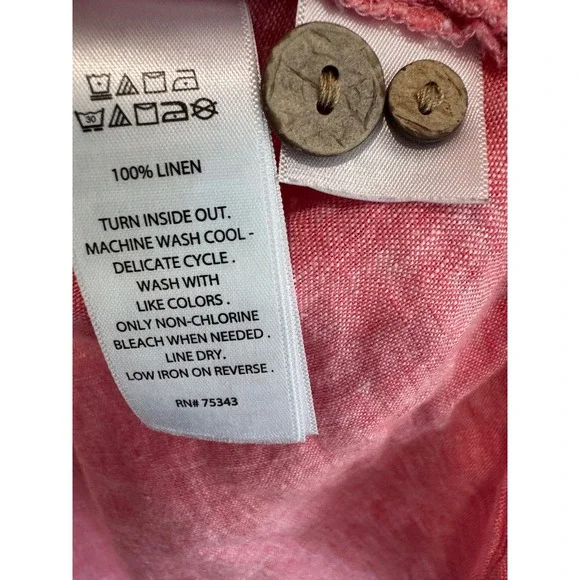 30
100% LINEN
TURN INSIDE OUT.
MACHINE WASH COOL -
DELICATE CYCLE .
WASH WITH
LIKE COLORS .
ONLY NON-CHLORINE
BLEACH WHEN NEEDED .
LINE DRY.
LOW IRON ON REVERSE .
RN# 75343